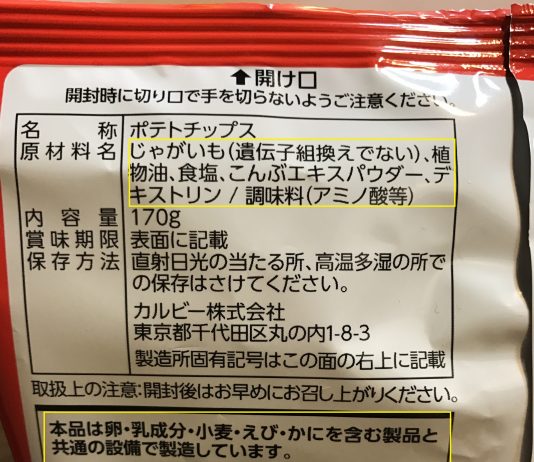 ⬆開け口
開封時に切り口で手を切らないようご注意ください。
名称 ポテトチップス
原材料名 じゃがいも(遺伝子組換えでない)、植
物油、食塩、こんぶエキスパウダー、デ
キストリン / 調味料(アミノ酸等)
内容量 170g
賞味期限 表面に記載
保存方法 直射日光の当たる所、高温多湿の所で
の保存はさけてください。
カルビー株式会社
東京都千代田区丸の内1-8-3
製造所固有記号はこの面の右上に記載
取扱上の注意:開封後はお早めにお召し上がりください。
本品は卵・乳成分・小麦・えび・かにを含む製品と
共通の設備で製造しています。